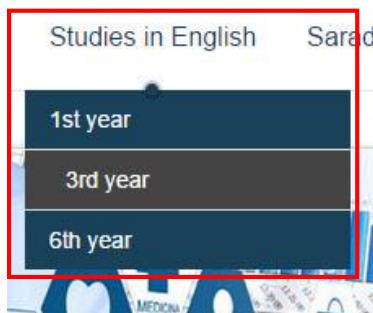 Studies in English Sarad
1st year
3rd year
6th year
MEDICINA